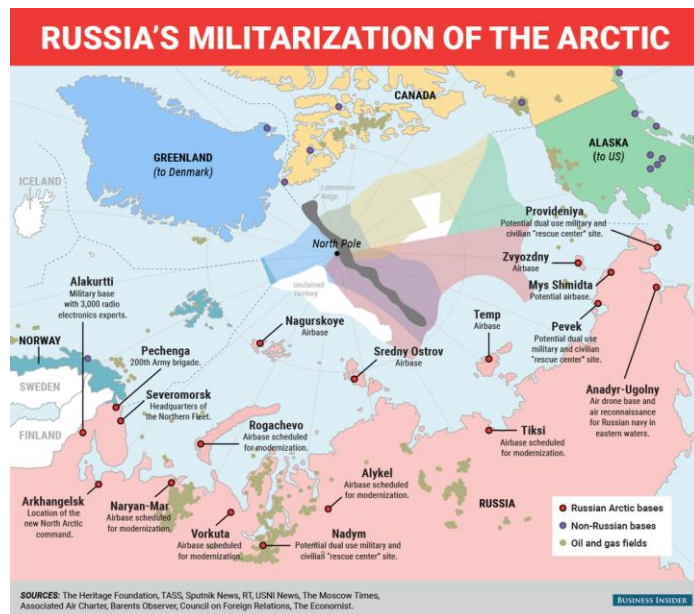 RUSSIA'S MILITARIZATION OF THE ARCTIC
CANADA
GREENLAND
(to Denmark)
ALASKA
(to US)
ICELAND
Lomonosov
Ridge
North Pole
Unclaimed
Territory
Provideniya
Potential dual use military and
civilian "rescue center" site.
Zvyozdny
Airbase
Mys Shmidta
Potential airbase.
Pevek
Potential dual use
military and civilian
"rescue center" site.
Anadyr-Ugolny
Air drone base and
air reconnaissance
for Russian navy in
eastern waters.
Alakurtti
Military base
with 3,000 radio
electronics experts.
Nagurskoye
Airbase
Temp
Airbase
Sredny Ostrov
Airbase
NORWAY
SWEDEN
FINLAND
Pechenga
200th Army brigade.
Severomorsk
Headquarters of
the Northern Fleet.
Rogachevo
Airbase scheduled
for modernization.
Tiksi
Airbase scheduled
for modernization.
Alykel
Airbase scheduled
for modernization.
RUSSIA
Arkhangelsk
Location of the
new North Arctic
command.
Naryan-Mar
Airbase scheduled for
modernization.
Vorkuta
Airbase scheduled
for modernization.
Nadym
Potential dual use military and
civilian "rescue center" site.
Russian Arctic bases
Non-Russian bases
Oil and gas fields
SOURCES: The Heritage Foundation, TASS, Sputnik News, RT, USNI News, The Moscow Times,
Associated Air Charter, Barents Observer, Council on Foreign Relations, The Economist.
BUSINESS INSIDER